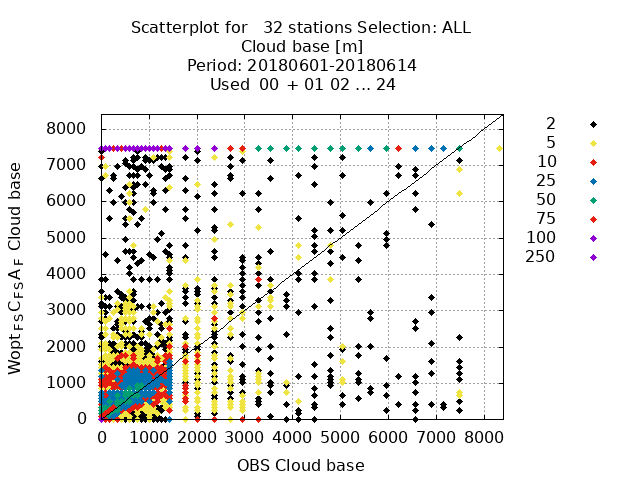 Scatterplot for 32 stations Selection: ALL
Cloud base [m]
Period: 20180601-20180614
Used 00 + 01 02 ... 24
Wopt FS C FS A F Cloud base
8000
7000
6000
5000
4000
3000
2000
1000
0
0 1000 2000 3000 4000 5000 6000 7000 8000
OBS Cloud base
2
5
10
25
50
75
100
250